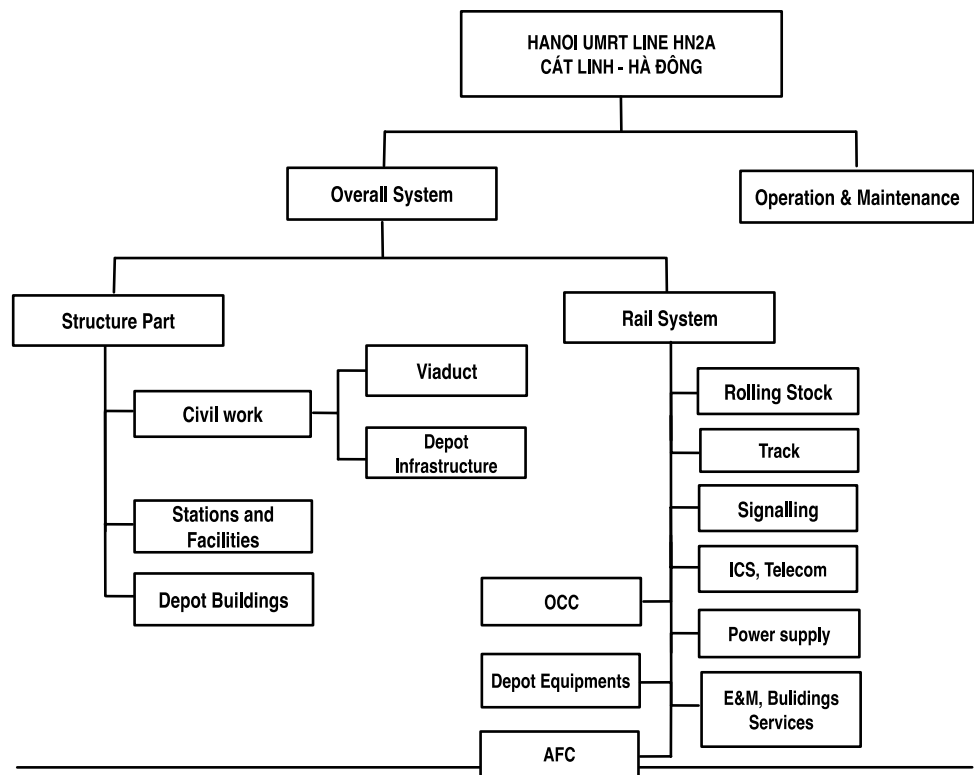 HANOI UMRT LINE HN2A
CÁT LINH - HÀ ĐÔNG
Overall System
Operation & Maintenance
Structure Part
Rail System
Civil work
Viaduct
Depot
Infrastructure
Stations and
Facilities
Depot Buildings
Rolling Stock
Track
Signalling
ICS, Telecom
OCC
Power supply
Depot Equipments
E&M, Bulidings
Services
AFC